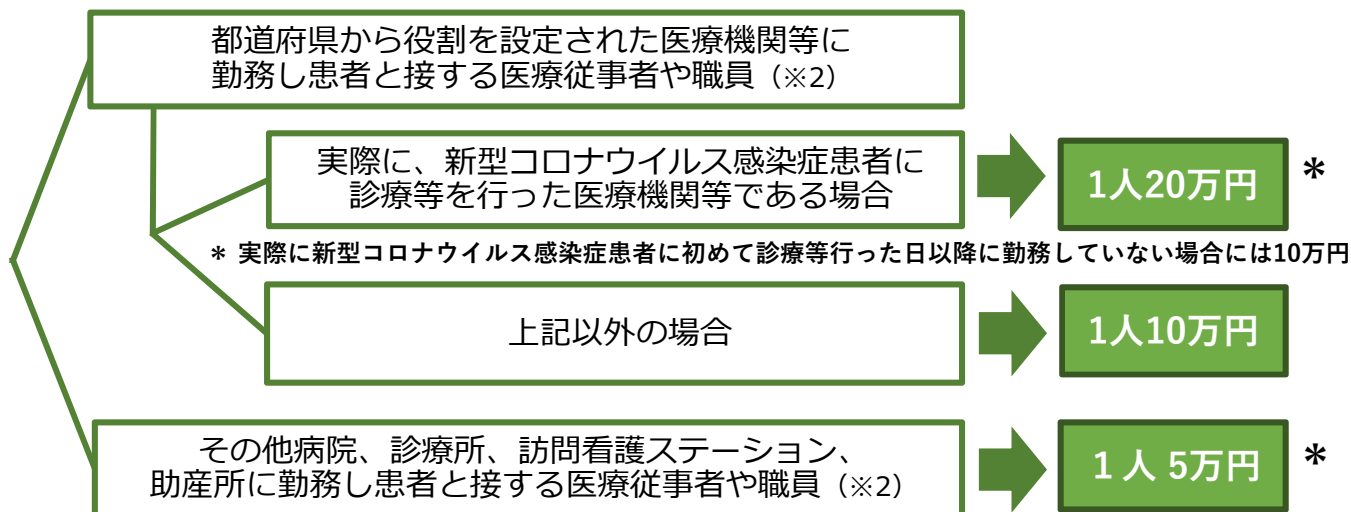 都道府県から役割を設定された医療機関等に
勤務し患者と接する医療従事者や職員（※2）
実際に、新型コロナウイルス感染症患者に
診療等を行った医療機関等である場合
1人20万円 *
* 実際に新型コロナウイルス感染症患者に初めて診療等行った日以降に勤務していない場合には10万円
上記以外の場合
1人10万円
その他病院、診療所、訪問看護ステーション、
助産所に勤務し患者と接する医療従事者や職員（※2）
1人 5万円 *